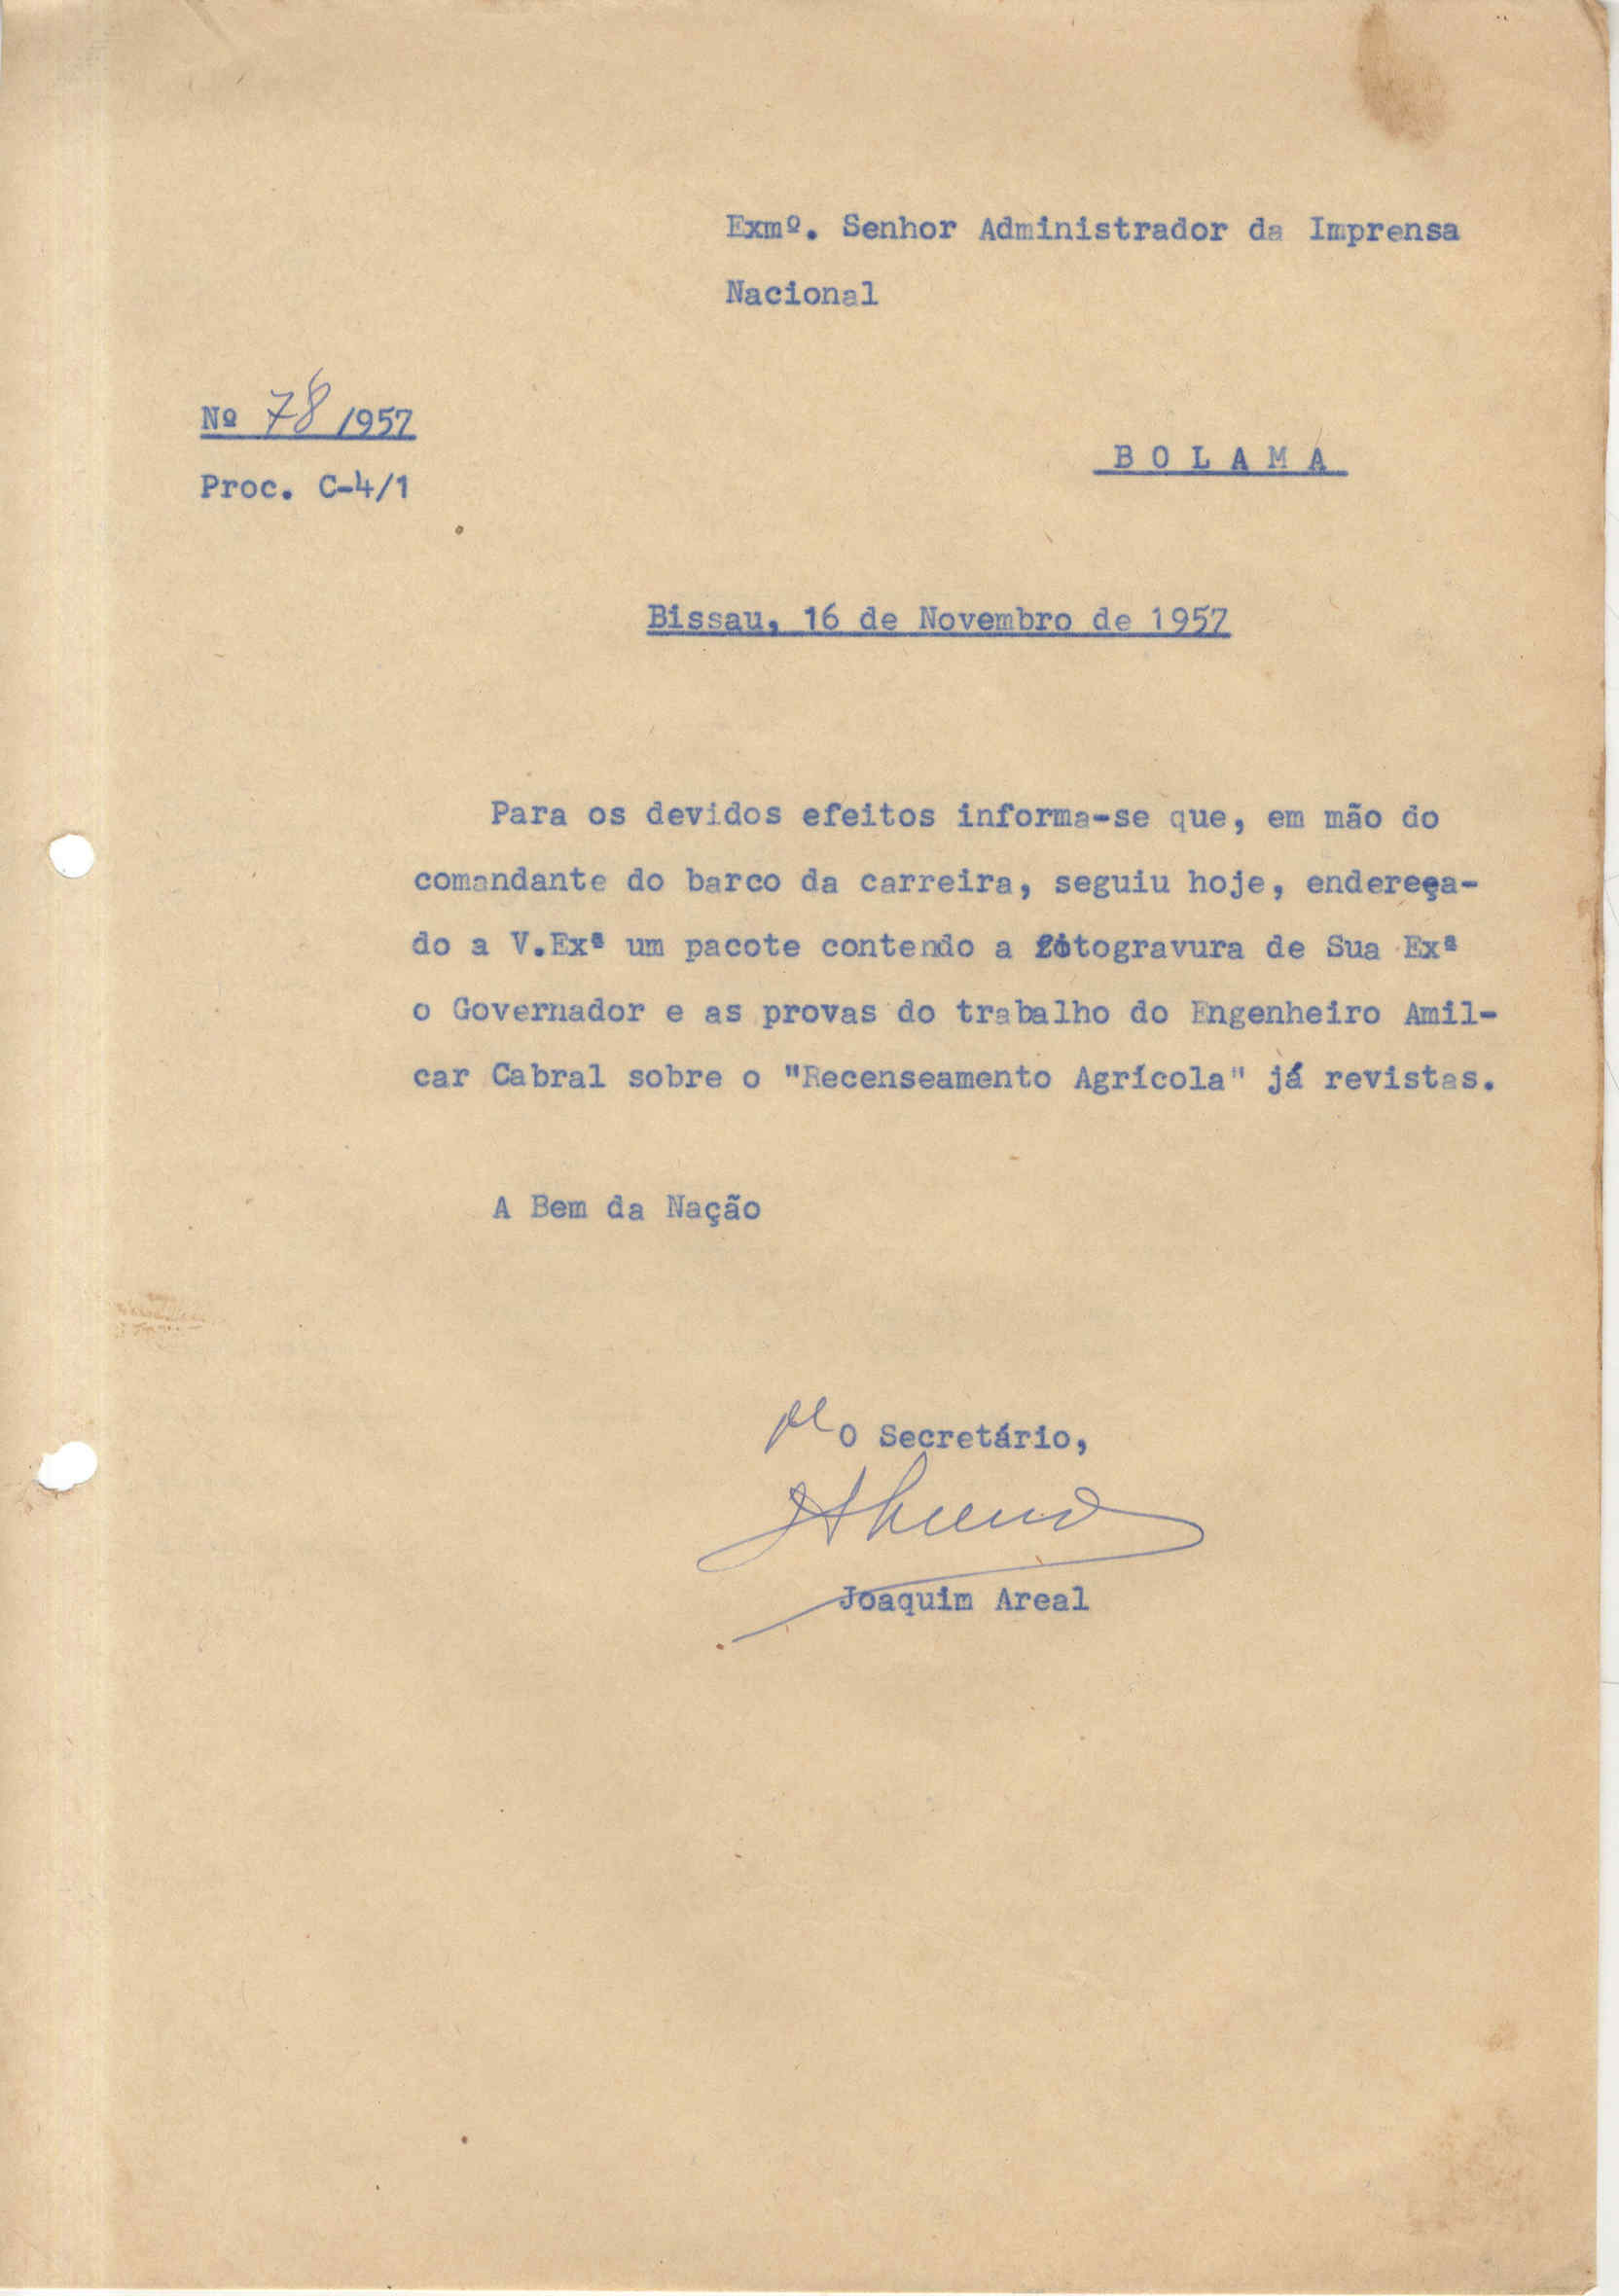 Exmº. Senhor Administrador da Imprensa
Nacional
Nº 78/1957
Proc. C-4/1
B O L A M A
Bissau, 16 de Novembro de 1957
Para os devidos efeitos informa-se que, em mão do
comandante do barco da carreira, seguiu hoje, endereça-
do a V.Exª um pacote contendo a fotogravura de Sua Exª
o Governador e as provas do trabalho do Engenheiro Amil-
car Cabral sobre o "Recenseamento Agrícola" já revistas.
A Bem da Nação
O Secretário,
Joaquim Areal